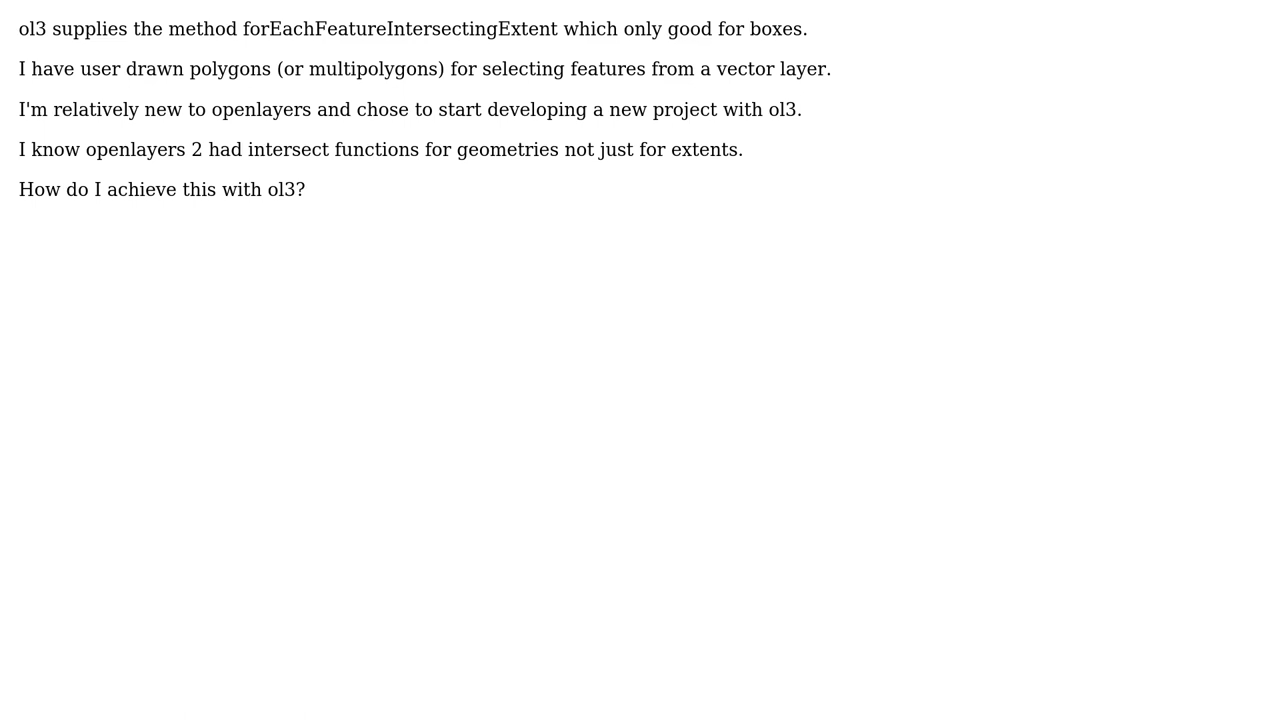 ol3 supplies the method forEachFeatureIntersectingExtent which only good for boxes.
I have user drawn polygons (or multipolygons) for selecting features from a vector layer.
I'm relatively new to openlayers and chose to start developing a new project with ol3.
I know openlayers 2 had intersect functions for geometries not just for extents.
How do I achieve this with ol3?